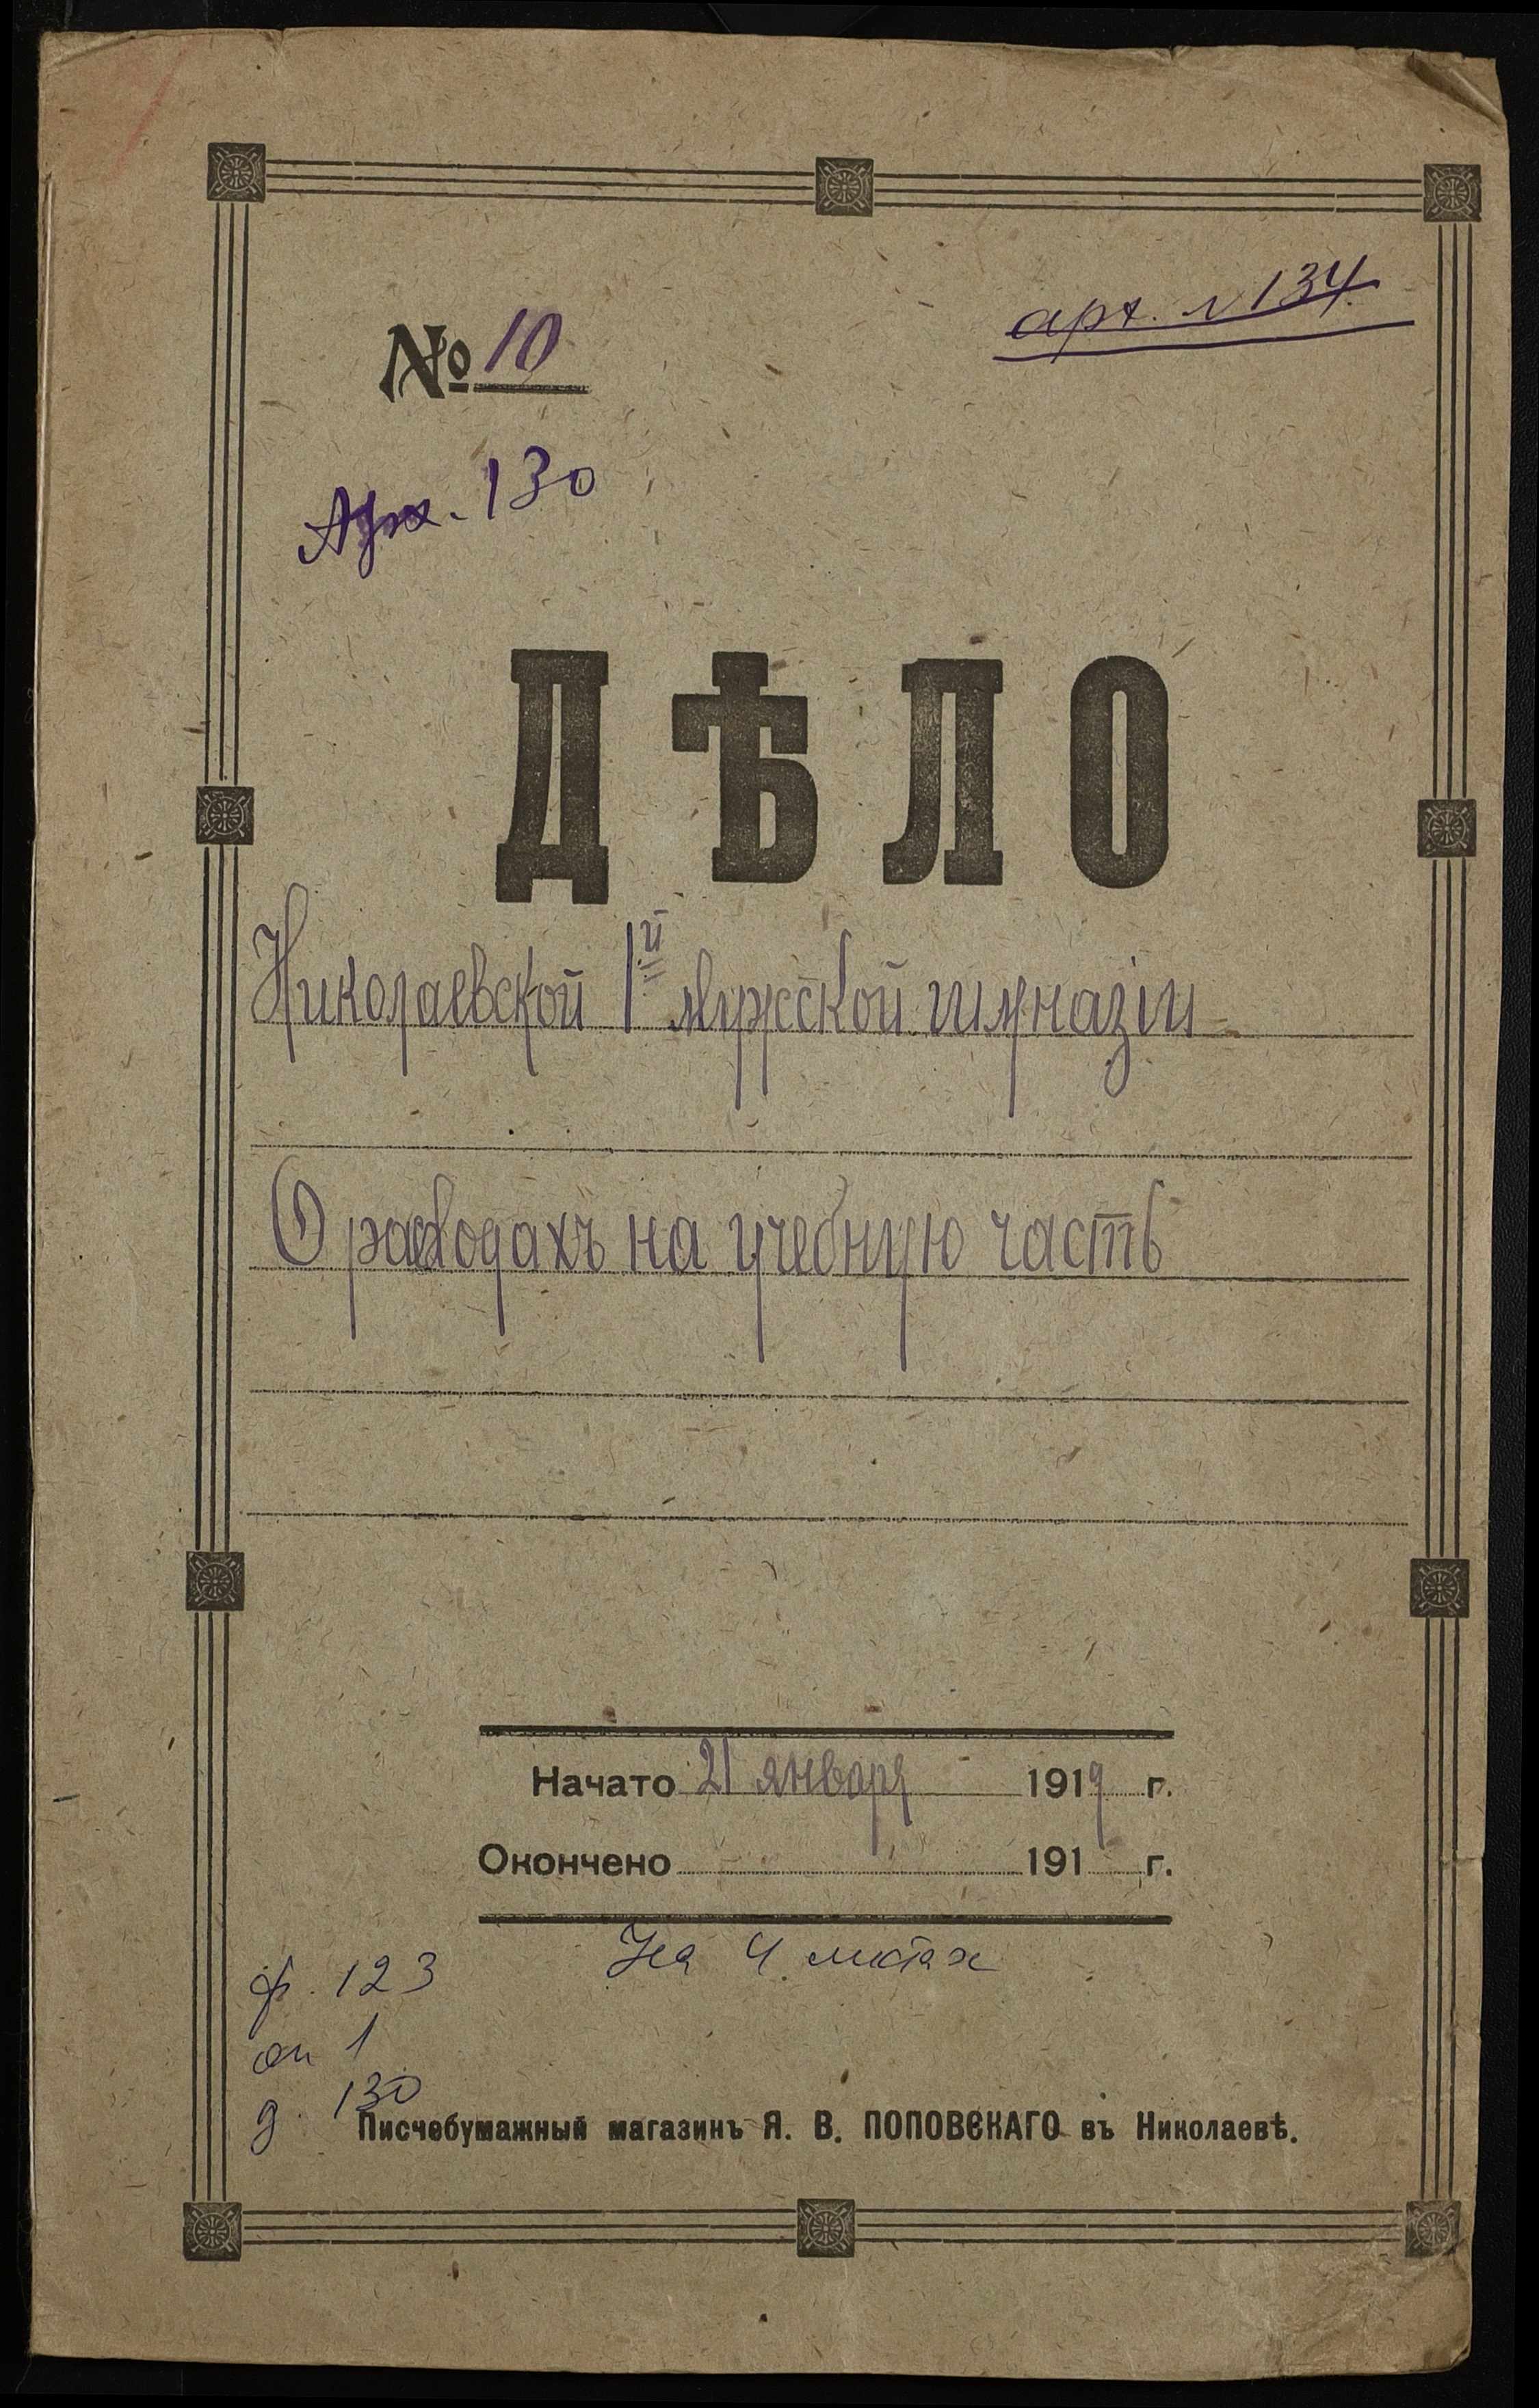 № 10
арх. № 134
Арх. 130
ДѢЛО
Николаевской 1й мужской гимназіи
О расходахъ на учебную часть
Начато 21 января 1919 г.
Окончено 191 г.
На 4 листах
ф. 123
оп 1
д. 130
Писчебумажный магазинъ Я. В. ПОПОВСКАГО въ Николаевѣ.